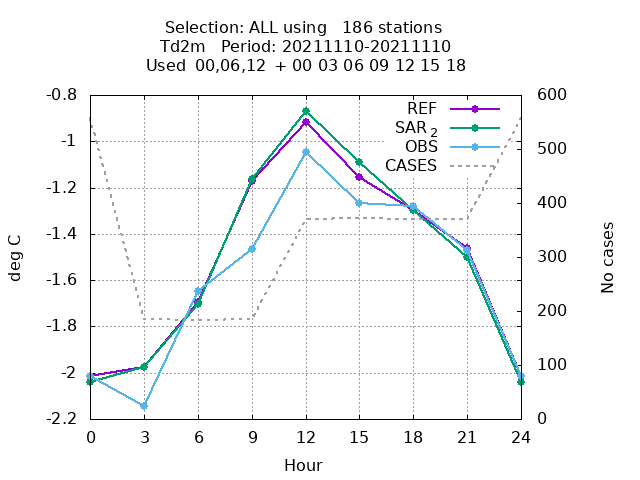 Selection: ALL using   186 stations
Td2m   Period: 20211110-20211110
Used  00,06,12  + 00 03 06 09 12 15 18
-0.8
-1
-1.2
-1.4
-1.6
-1.8
-2
-2.2
deg C
REF
SAR 2
OBS
CASES
600
500
400
300
200
100
0
No cases
0 3 6 9 12 15 18 21 24
Hour